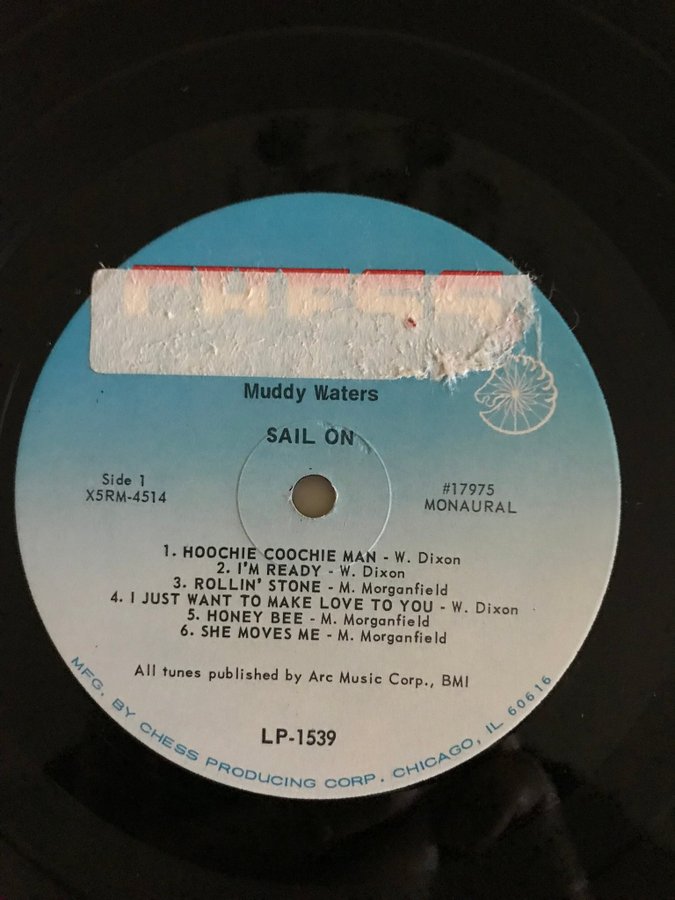 CHESS
Muddy Waters
SAIL ON
Side 1
X5RM-4514
#17975
MONAURAL
1. HOOCHIE COOCHIE MAN - W. Dixon
2. I'M READY - W. Dixon
3. ROLLIN' STONE - M. Morganfield
4. I JUST WANT TO MAKE LOVE TO YOU - W. Dixon
5. HONEY BEE - M. Morganfield
6. SHE MOVES ME - M. Morganfield
All tunes published by Arc Music Corp., BMI
LP-1539
MFG. BY CHESS PRODUCING CORP. CHICAGO, IL 60616